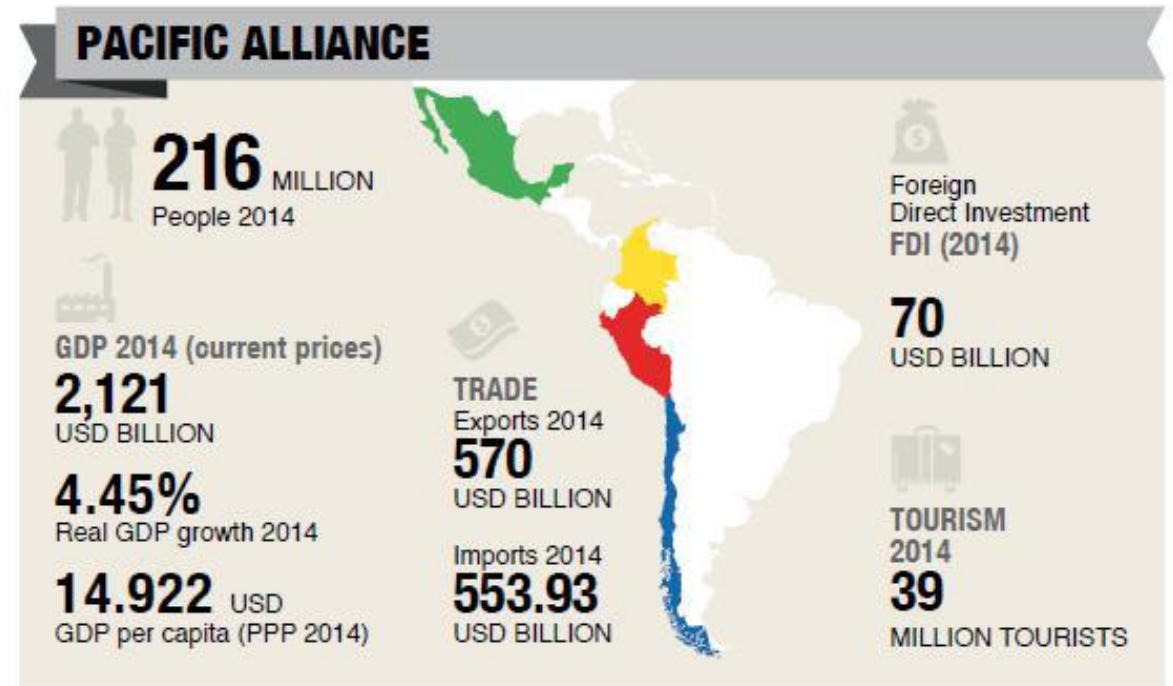 PACIFIC ALLIANCE
216 MILLION
People 2014
GDP 2014 (current prices)
2,121
USD BILLION
4.45%
Real GDP growth 2014
14.922 USD
GDP per capita (PPP 2014)
TRADE
Exports 2014
570
USD BILLION
Imports 2014
553.93
USD BILLION
Foreign
Direct Investment
FDI (2014)
70
USD BILLION
TOURISM
2014
39
MILLION TOURISTS